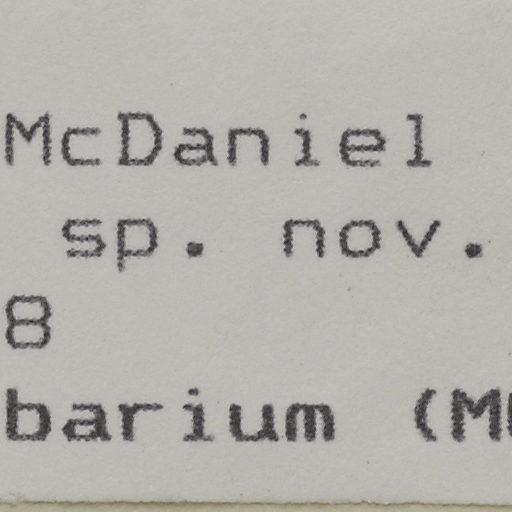 McDaniel
sp. nov.
8
barium (M